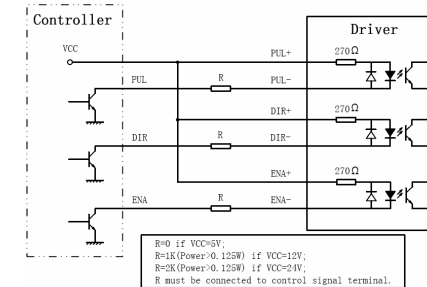 Controller
Driver
VCC
PUL+
270Ω
PUL
R
PUL-
DIR+
270Ω
DIR
R
DIR-
ENA+
270Ω
ENA
R
ENA-
R=0 if VCC=5V;
R=1K(Power>0.125W) if VCC=12V;
R=2K(Power>0.125W) if VCC=24V;
R must be connected to control signal terminal.